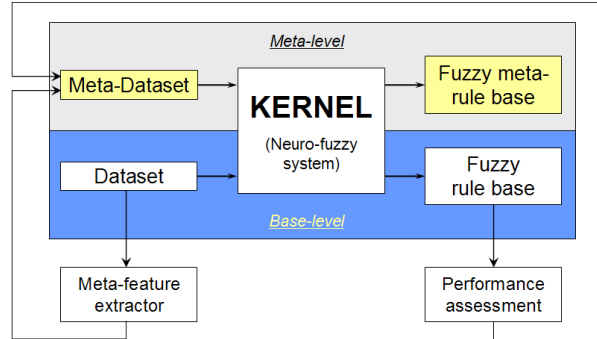 Meta-level
Meta-Dataset
KERNEL
(Neuro-fuzzy
system)
Fuzzy meta-
rule base
Dataset
Fuzzy
rule base
Base-level
Meta-feature
extractor
Performance
assessment